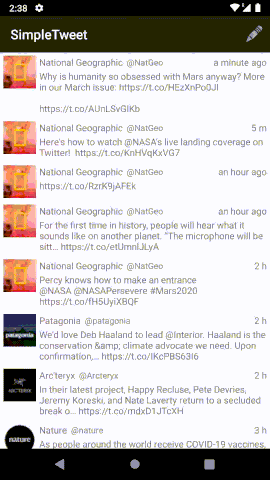 2:38
SimpleTweet
National Geographic @NatGeo a minute ago
Why is humanity so obsessed with Mars anyway? More
in our March issue: https://t.co/HEzXnPo0JI
https://t.co/AUnLSvGIKb
National Geographic @NatGeo 5 m
Here's how to watch @NASA's live landing coverage on
Twitter! https://t.co/KnHVqKxVG7
National Geographic @NatGeo an hour ago
https://t.co/RzrK9jAFEk
National Geographic @NatGeo an hour ago
For the first time in history, people will hear what it
sounds like on another planet. "The microphone will be
sitt… https://t.co/etUmnlJLyA
National Geographic @NatGeo 2 h
Percy knows how to make an entrance
@NASA @NASAPersevere #Mars2020
https://t.co/fH5UyiXBQF
patagonia
Patagonia @patagonia 2 h
We'd love Deb Haaland to lead @Interior. Haaland is the
conservation &amp; climate advocate we need. Upon
confirmation,… https://t.co/IKcPBS63I6
ARC'TERYX
Arc'teryx @Arcteryx 2 h
In their latest project, Happy Recluse, Pete Devries,
Jeremy Koreski, and Nate Laverty return to a secluded
break o… https://t.co/mdxD1JTcXH
nature
Nature @nature 3 h
As people around the world receive COVID-19 vaccines,